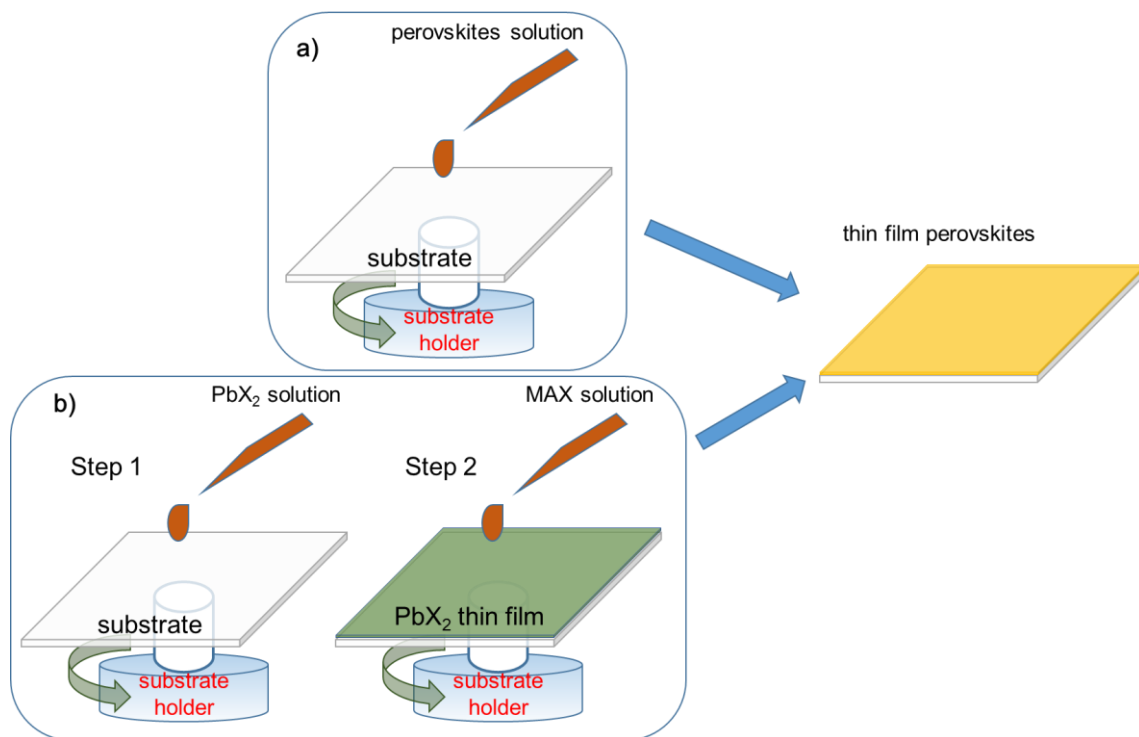 a)
perovskites solution
substrate
substrate
holder
thin film perovskites
b)
PbX₂ solution
Step 1
substrate
substrate
holder
MAX solution
Step 2
PbX₂ thin film
substrate
holder